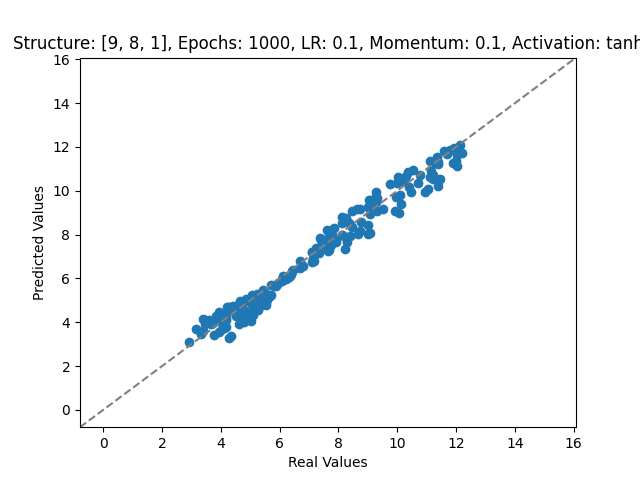 Structure: [9, 8, 1], Epochs: 1000, LR: 0.1, Momentum: 0.1, Activation: tanh
16
14
12
10
8
6
4
2
0
Predicted Values
0 2 4 6 8 10 12 14 16
Real Values